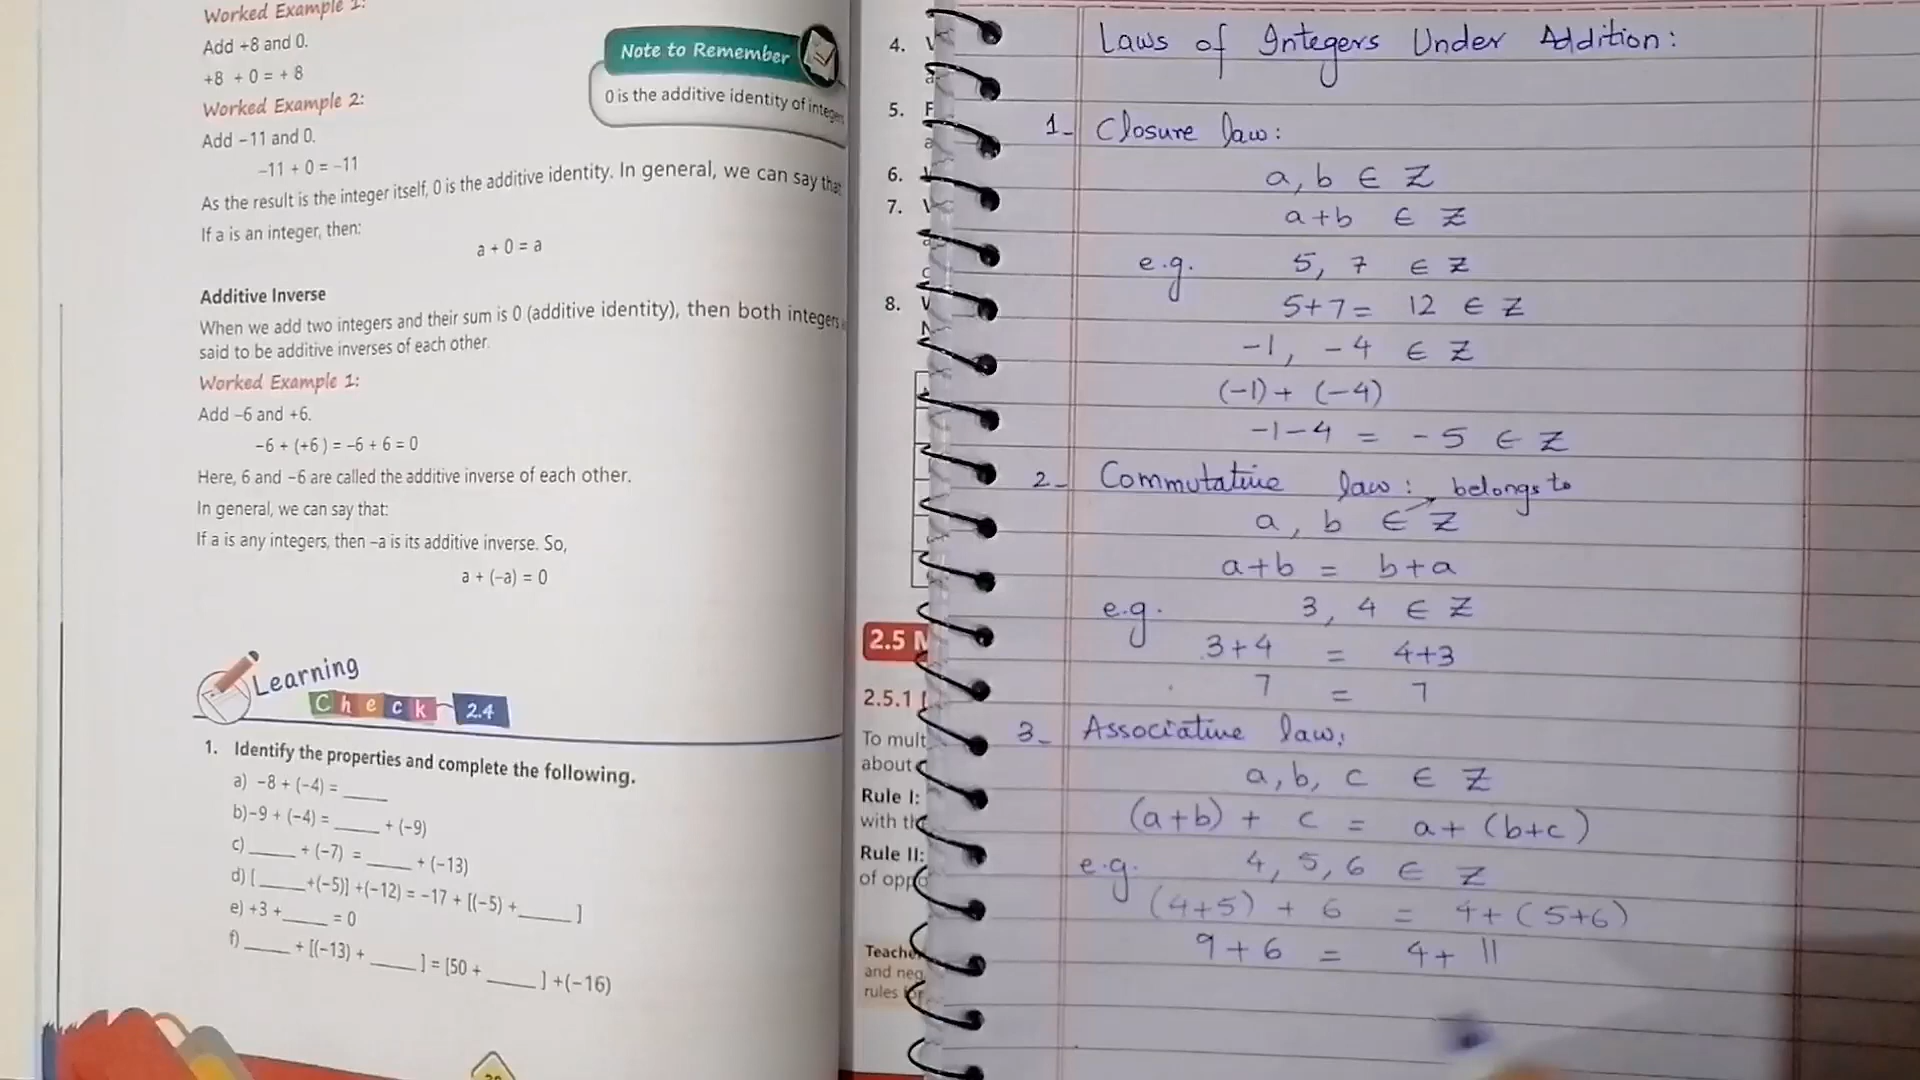 Worked Example 1:
Add +8 and 0.
+8 + 0 = + 8
Worked Example 2:
Add −11 and 0.
−11 + 0 = −11
As the result is the integer itself, 0 is the additive identity. In general, we can say that
If a is an integer, then:
a + 0 = a
Note to Remember
0 is the additive identity of integers
Additive Inverse
When we add two integers and their sum is 0 (additive identity), then both integers
said to be additive inverses of each other.
Worked Example 1:
Add −6 and +6.
−6 + (+6 ) = −6 + 6 = 0
Here, 6 and −6 are called the additive inverse of each other.
In general, we can say that:
If a is any integers, then −a is its additive inverse. So,
a + (−a) = 0
Learning
Check 2.4
1. Identify the properties and complete the following.
a) −8 + (−4) = _____
b) −9 + (−4) = _____ + (−9)
c) _____ + (−7) = _____ + (−13)
d) [ _____ +(−5)] +(−12) = −17 + [(−5) + _____ ]
e) +3 + _____ = 0
f) _____ + [(−13) + _____ ] = [50 + _____ ] +(−16)
4.
5.
6.
7.
8.
2.5
2.5.1
To mult
about
Rule I:
with th
Rule II:
of opp
Teache
and neg
rules
Laws of Integers Under Addition:
1- Closure law:
a, b ∈ Z
a+b ∈ Z
e.g. 5, 7 ∈ Z
5+7= 12 ∈ Z
-1, -4 ∈ Z
(-1)+ (-4)
-1-4 = -5 ∈ Z
2- Commutative law: belongs to
a, b ∈ Z
a+b = b+a
e.g. 3, 4 ∈ Z
3+4 = 4+3
7 = 7
3- Associative law:
a, b, c ∈ Z
(a+b) + c = a+ (b+c)
e.g. 4, 5, 6 ∈ Z
(4+5) + 6 = 4+ (5+6)
9+6 = 4+ 11